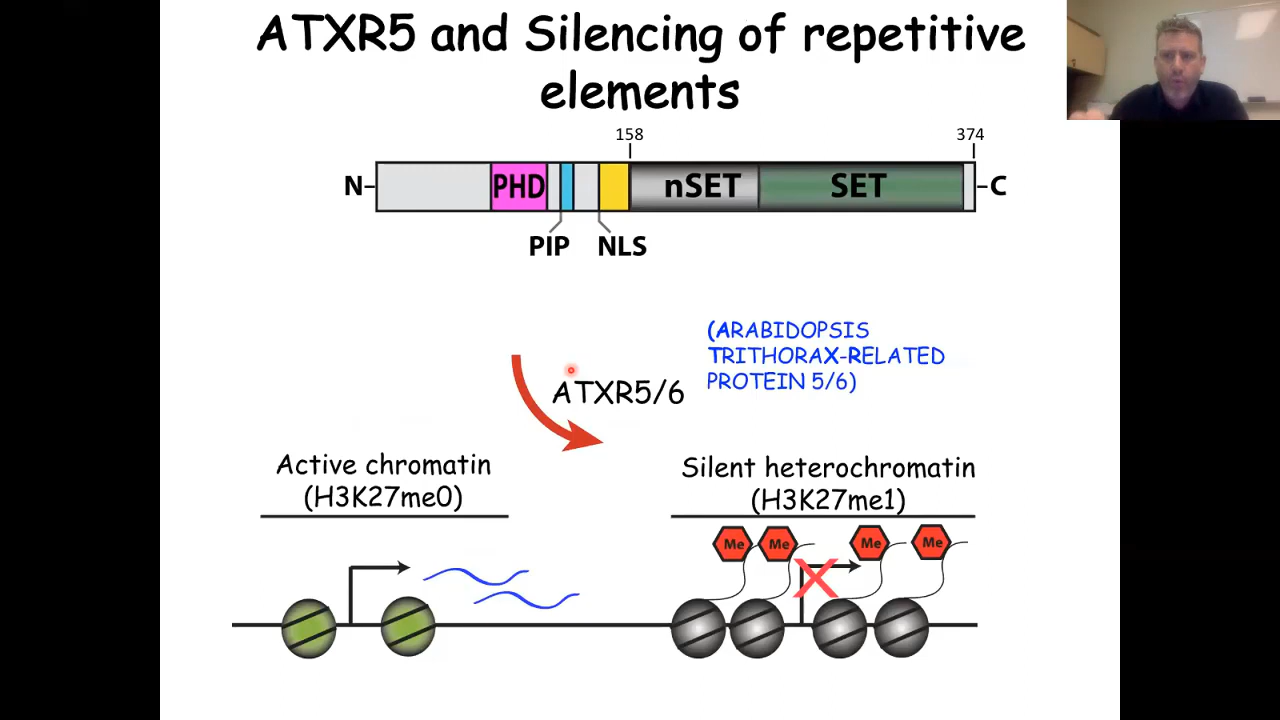 ATXR5 and Silencing of repetitive
elements
158
374
N
PHD
nSET
SET
C
PIP
NLS
(ARABIDOPSIS
TRITHORAX-RELATED
PROTEIN 5/6)
ATXR5/6
Active chromatin
(H3K27me0)
Silent heterochromatin
(H3K27me1)
Me
Me
Me
Me